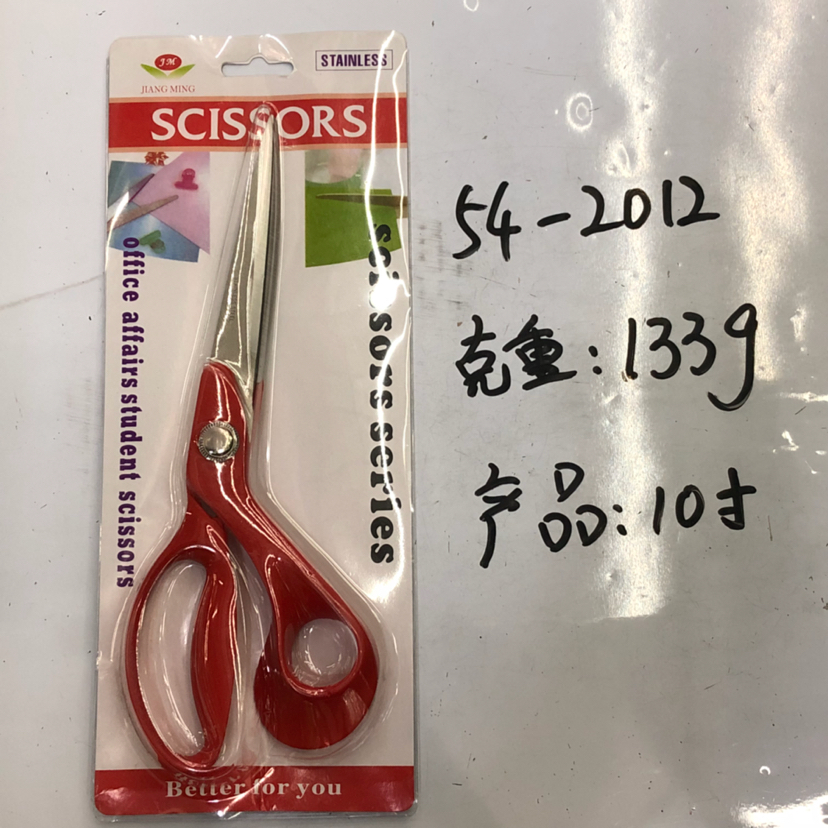 JM
JIANG MING
STAINLESS
SCISSORS
office affairs student scissors
scissors series
Better for you
54-2012
克重:133g
产品:10寸